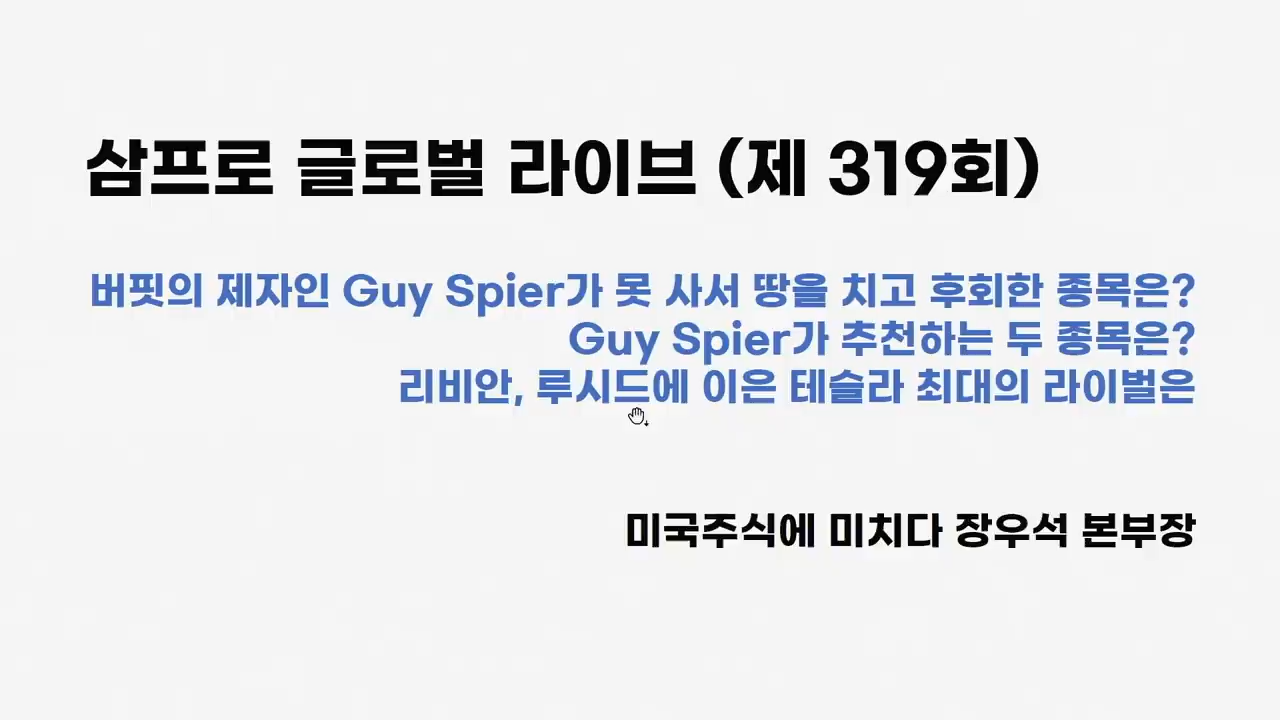 삼프로 글로벌 라이브 (제 319회)
버핏의 제자인 Guy Spier가 못 사서 땅을 치고 후회한 종목은?
Guy Spier가 추천하는 두 종목은?
리비안, 루시드에 이은 테슬라 최대의 라이벌은
미국주식에 미치다 장우석 본부장